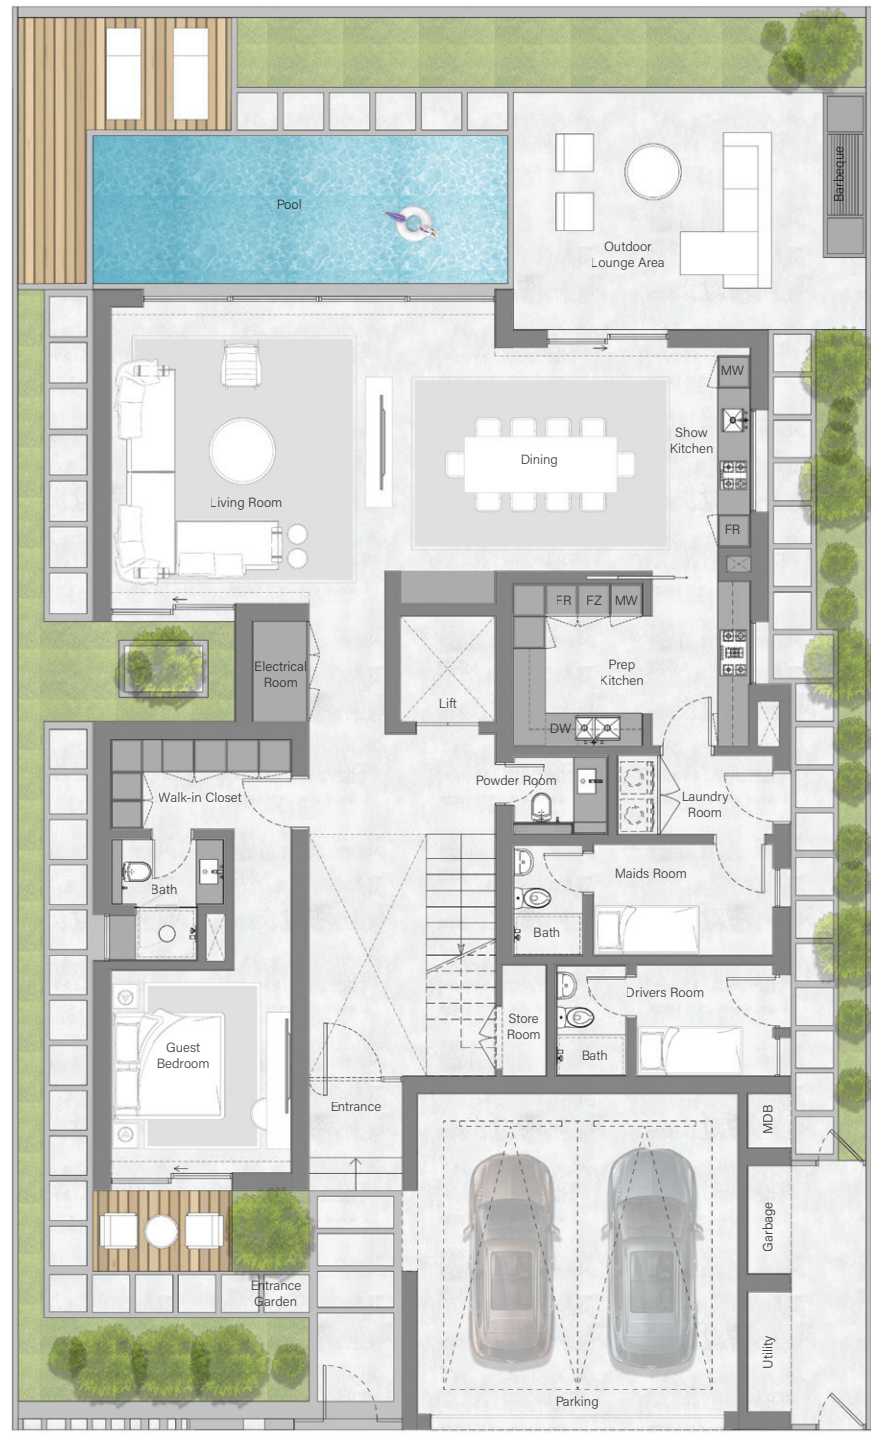 Pool
Barbeque
Outdoor
Lounge Area
MW
Show
Kitchen
Dining
Living Room
FR
FR
FZ
MW
Electrical
Room
Prep
Kitchen
Lift
DW
Powder Room
Walk-in Closet
Laundry
Room
Bath
Maids Room
Bath
Drivers Room
Store
Room
Guest
Bedroom
Bath
Entrance
MDB
Garbage
Entrance
Garden
Utility
Parking